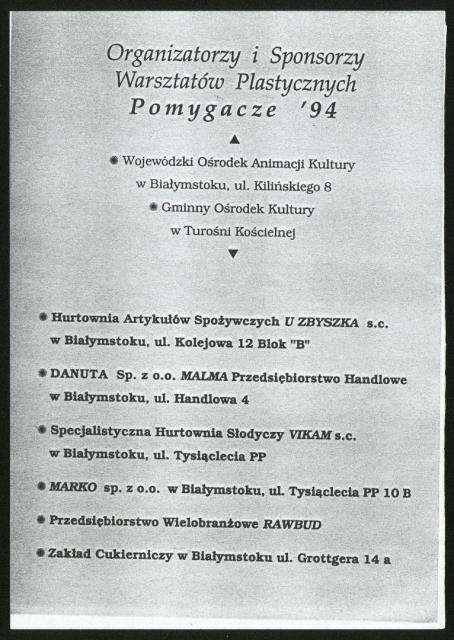 Organizatorzy i Sponsorzy
Warsztatów Plastycznych
Pomygacze '94
▲
✺ Wojewódzki Ośrodek Animacji Kultury
w Białymstoku, ul. Kilińskiego 8
✺ Gminny Ośrodek Kultury
w Turośni Kościelnej
▼
✺ Hurtownia Artykułów Spożywczych U ZBYSZKA s.c.
w Białymstoku, ul. Kolejowa 12 Blok "B"
✺ DANUTA Sp. z o.o. MALMA Przedsiębiorstwo Handlowe
w Białymstoku, ul. Handlowa 4
✺ Specjalistyczna Hurtownia Słodyczy VIKAM s.c.
w Białymstoku, ul. Tysiąclecia PP
✺ MARKO sp. z o.o. w Białymstoku, ul. Tysiąclecia PP 10 B
✺ Przedsiębiorstwo Wielobranżowe RAWBUD
✺ Zakład Cukierniczy w Białymstoku ul. Grottgera 14 a